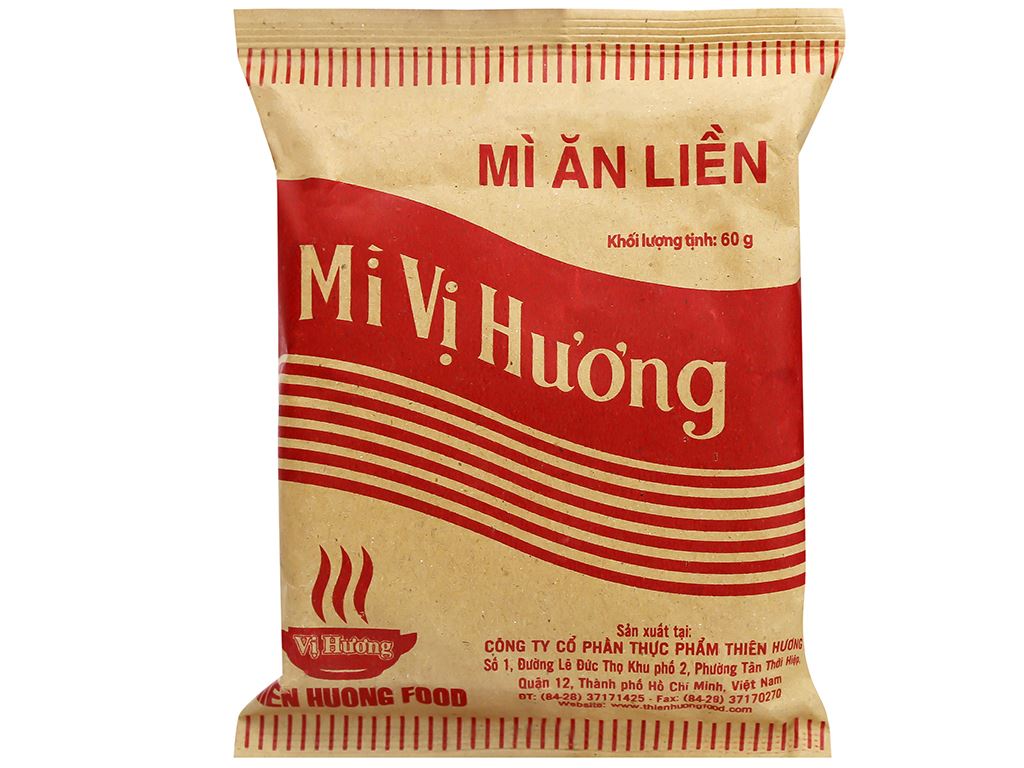 MÌ ĂN LIỀN
Khối lượng tịnh: 60 g
Mì Vị Hương
Vị Hương
HUONG FOOD
Sản xuất tại:
CÔNG TY CỔ PHẦN THỰC PHẨM THIÊN HƯƠNG
Số 1, Đường Lê Đức Thọ Khu phố 2, Phường Tân Thới Hiệp,
Quận 12, Thành phố Hồ Chí Minh, Việt Nam
ĐT: (84-28) 37171425 - Fax: (84-28) 37170270
Website: www.thienhuongfood.com